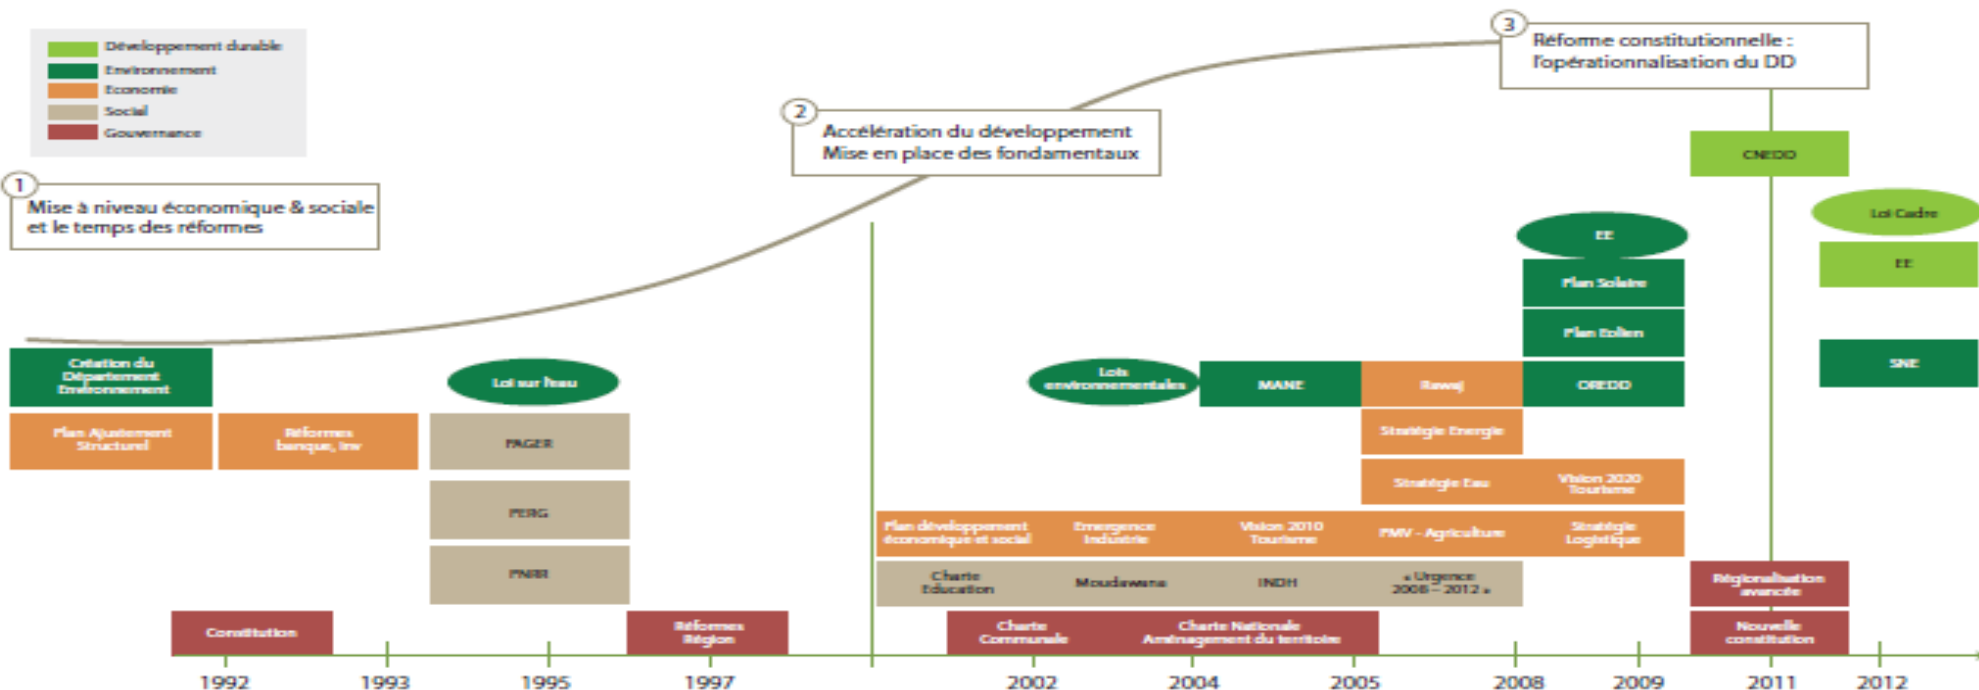 Développement durable
Environnement
Economie
Social
Gouvernance
1
Mise à niveau économique & sociale
et le temps des réformes
2
Accélération du développement
Mise en place des fondamentaux
3
Réforme constitutionnelle :
l'opérationnalisation du DD
CNEDD
Loi Cadre
EE
SNE
EE
Plan Solaire
Plan Eolien
OREDD
Création du
Département
Environnement
Loi sur l'eau
Lois
environnementales
MANE
Rawaj
Plan Ajustement
Structurel
Réformes
banque, inv
PAGER
Stratégie Energie
PERG
Stratégie Eau
Vision 2020
Tourisme
PNRR
Plan développement
économique et social
Emergence
Industrie
Vision 2010
Tourisme
PMV - Agriculture
Stratégie
Logistique
Charte
Education
Moudawana
INDH
« Urgence
2008 – 2012 »
Régionalisation
avancée
Constitution
Réformes
Région
Charte
Communale
Charte Nationale
Aménagement du territoire
Nouvelle
constitution
1992
1993
1995
1997
2002
2004
2005
2008
2009
2011
2012